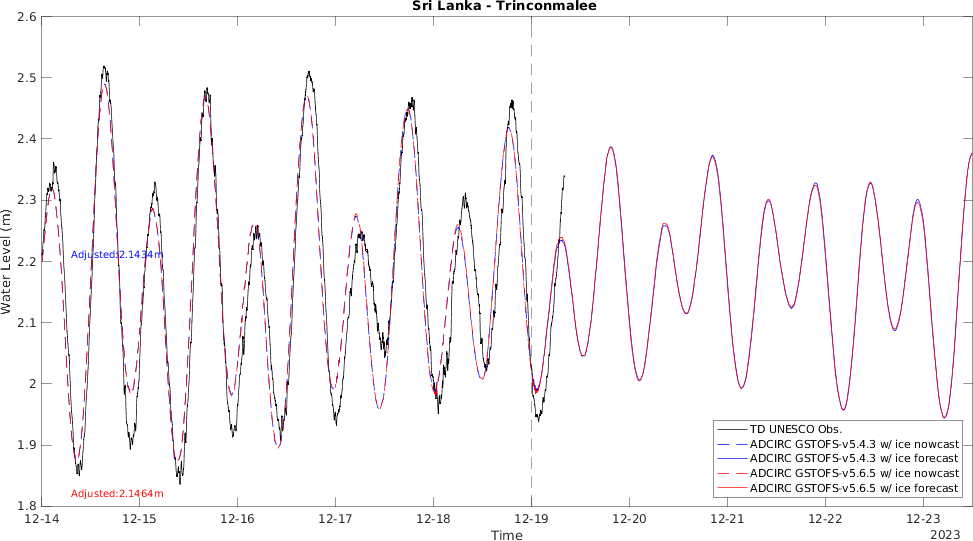 Sri Lanka - Trinconmalee
2.6
2.5
2.4
2.3
2.2
2.1
2
1.9
1.8
Water Level (m)
Adjusted:2.1434m
Adjusted:2.1464m
TD UNESCO Obs.
ADCIRC GSTOFS-v5.4.3 w/ ice nowcast
ADCIRC GSTOFS-v5.4.3 w/ ice forecast
ADCIRC GSTOFS-v5.6.5 w/ ice nowcast
ADCIRC GSTOFS-v5.6.5 w/ ice forecast
12-14 12-15 12-16 12-17 12-18 12-19 12-20 12-21 12-22 12-23
Time
2023